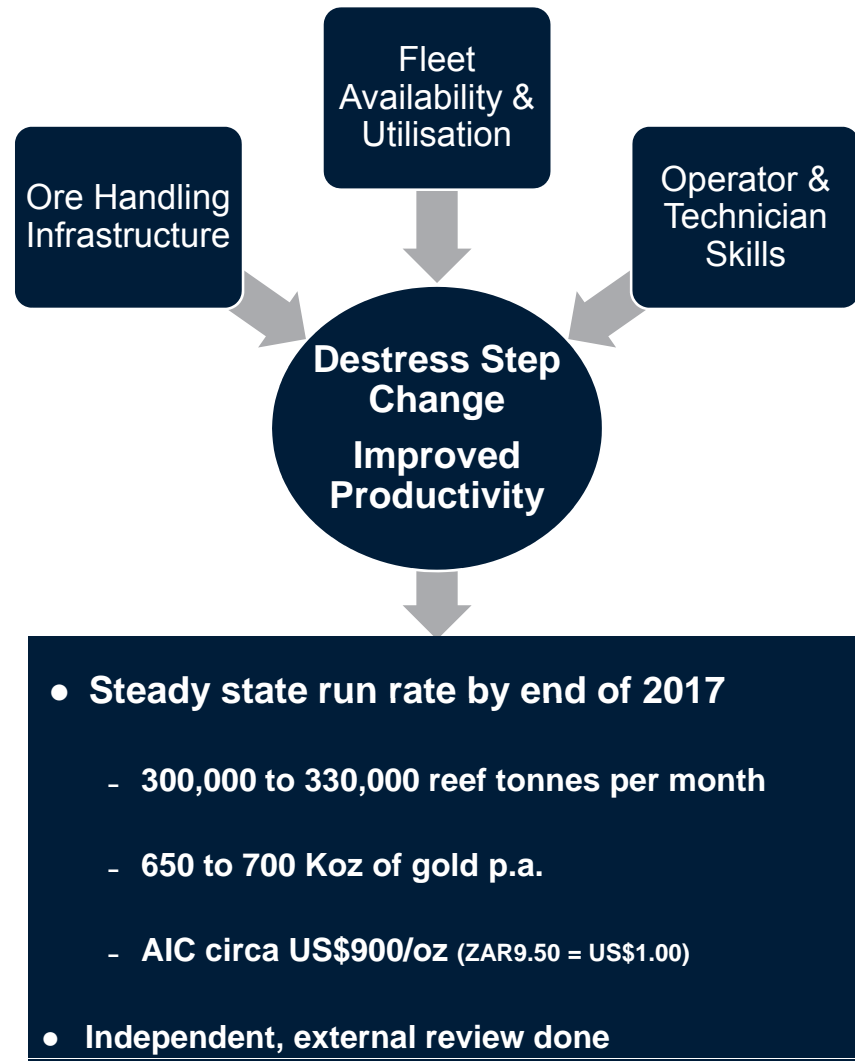 Fleet
Availability &
Utilisation
Ore Handling
Infrastructure
Operator &
Technician
Skills
Destress Step
Change
Improved
Productivity
● Steady state run rate by end of 2017
- 300,000 to 330,000 reef tonnes per month
- 650 to 700 Koz of gold p.a.
- AIC circa US$900/oz (ZAR9.50 = US$1.00)
● Independent, external review done